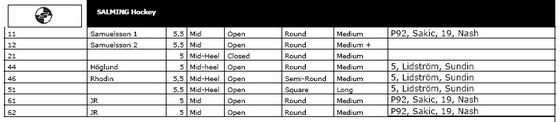 SALMING Hockey
11 Samuelsson 1 5,5 Mid Open Round Medium P92, Sakic, 19, Nash
12 Samuelsson 2 5,5 Mid Open Round Medium +
21 5 Mid-Heel Closed Round Medium
44 Höglund 5 Mid-Heel Open Round Medium 5, Lidström, Sundin
46 Rhodin 5,5 Mid-Heel Open Semi-Round Medium 5, Lidström, Sundin
51 5,5 Mid-Heel Open Square Long 5, Lidström, Sundin
61 JR 5 Mid Open Round Medium P92, Sakic, 19, Nash
62 JR 5 Mid Open Round Medium P92, Sakic, 19, Nash